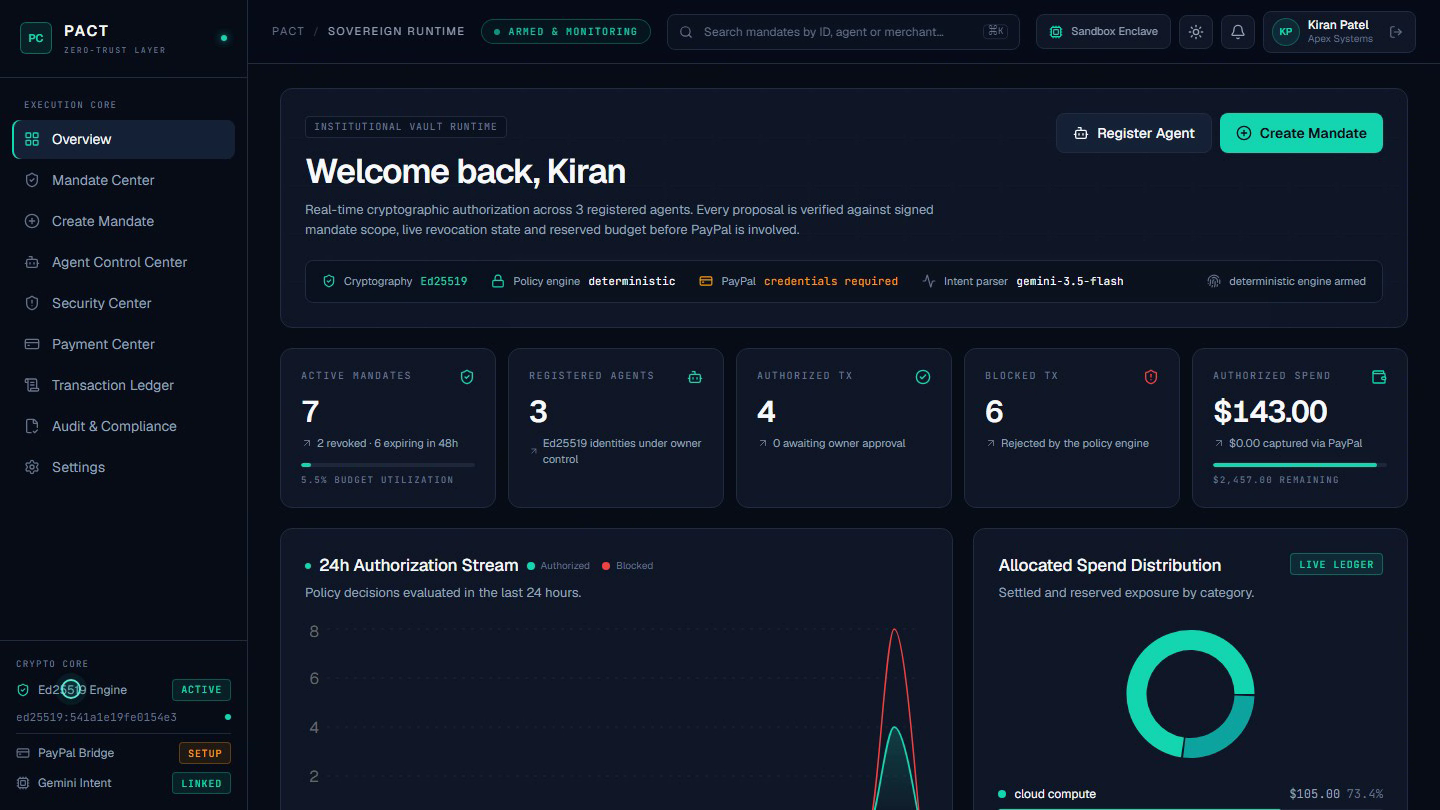 PC
PACT
ZERO-TRUST LAYER
EXECUTION CORE
Overview
Mandate Center
Create Mandate
Agent Control Center
Security Center
Payment Center
Transaction Ledger
Audit & Compliance
Settings
CRYPTO CORE
Ed25519 Engine ACTIVE
ed25519:541a1e19fe0154e3
PayPal Bridge SETUP
Gemini Intent LINKED
PACT / SOVEREIGN RUNTIME ARMED & MONITORING
Search mandates by ID, agent or merchant... ⌘K
Sandbox Enclave
KP
Kiran Patel
Apex Systems
INSTITUTIONAL VAULT RUNTIME
Register Agent
Create Mandate
Welcome back, Kiran
Real-time cryptographic authorization across 3 registered agents. Every proposal is verified against signed
mandate scope, live revocation state and reserved budget before PayPal is involved.
Cryptography Ed25519 Policy engine deterministic PayPal credentials required Intent parser gemini-3.5-flash deterministic engine armed
ACTIVE MANDATES
7
2 revoked · 6 expiring in 48h
5.5% BUDGET UTILIZATION
REGISTERED AGENTS
3
Ed25519 identities under owner
control
AUTHORIZED TX
4
0 awaiting owner approval
BLOCKED TX
6
Rejected by the policy engine
AUTHORIZED SPEND
$143.00
$0.00 captured via PayPal
$2,457.00 REMAINING
24h Authorization Stream Authorized Blocked
Policy decisions evaluated in the last 24 hours.
8
6
4
2
Allocated Spend Distribution LIVE LEDGER
Settled and reserved exposure by category.
cloud compute $105.00 73.4%